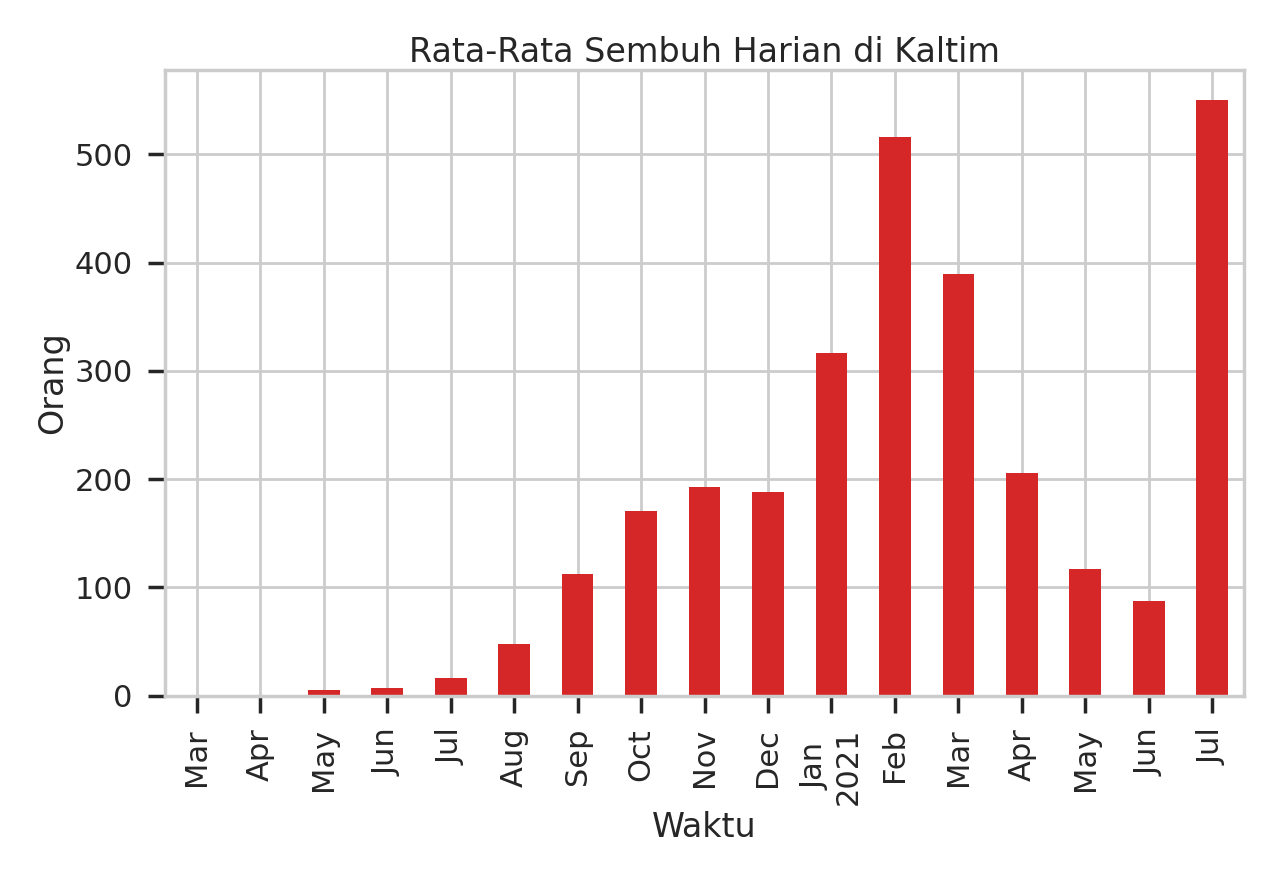 Rata-Rata Sembuh Harian di Kaltim
500
400
300
200
100
0
Orang
Mar
Apr
May
Jun
Jul
Aug
Sep
Oct
Nov
Dec
Jan
2021
Feb
Mar
Apr
May
Jun
Jul
Waktu